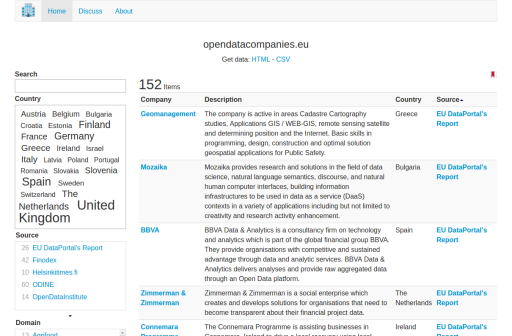 Home Discuss About
opendatacompanies.eu
Get data: HTML - CSV
Search
Country
Austria Belgium Bulgaria
Croatia Estonia Finland
France Germany
Greece Ireland Israel
Italy Latvia Poland Portugal
Romania Slovakia Slovenia
Spain Sweden
Switzerland The
Netherlands United
Kingdom
Source
26 EU DataPortal's Report
42 Finodex
10 Helsinkitimes.fi
60 ODINE
14 OpenDataInstitute
Domain
13 Agrifood
152 Items
Company Description Country Source
Geomanagement The company is active in areas Cadastre Cartography Greece EU DataPortal's
studies, Applications GIS / WEB-GIS, remote sensing satellite Report
and determining position and the Internet. Basic skills in
programming, design, construction and optimal solution
geospatial applications for Public Safety.
Mozaika Mozaika provides research and solutions in the field of data Bulgaria EU DataPortal's
science, natural language semantics, discourse, and natural Report
human computer interfaces, building information
infrastructures to be used in data as a service (DaaS)
contexts in a variety of applications including but not limited to
creativity and research activity enhancement.
BBVA BBVA Data & Analytics is a consultancy firm on technology Spain EU DataPortal's
and analytics which is part of the global financial group BBVA. Report
They provide organisations with competitive and sustained
advantage through data and analytic services. BBVA Data &
Analytics delivers analyses and provide raw aggregated data
through an Open Data platform.
Zimmerman & Zimmerman & Zimmerman is a social enterprise which The EU DataPortal's
Zimmerman creates and develops solutions for organisations that need to Netherlands Report
become transparent about their financial project data.
Connemara The Connemara Programme is assisting businesses in Ireland EU DataPortal's